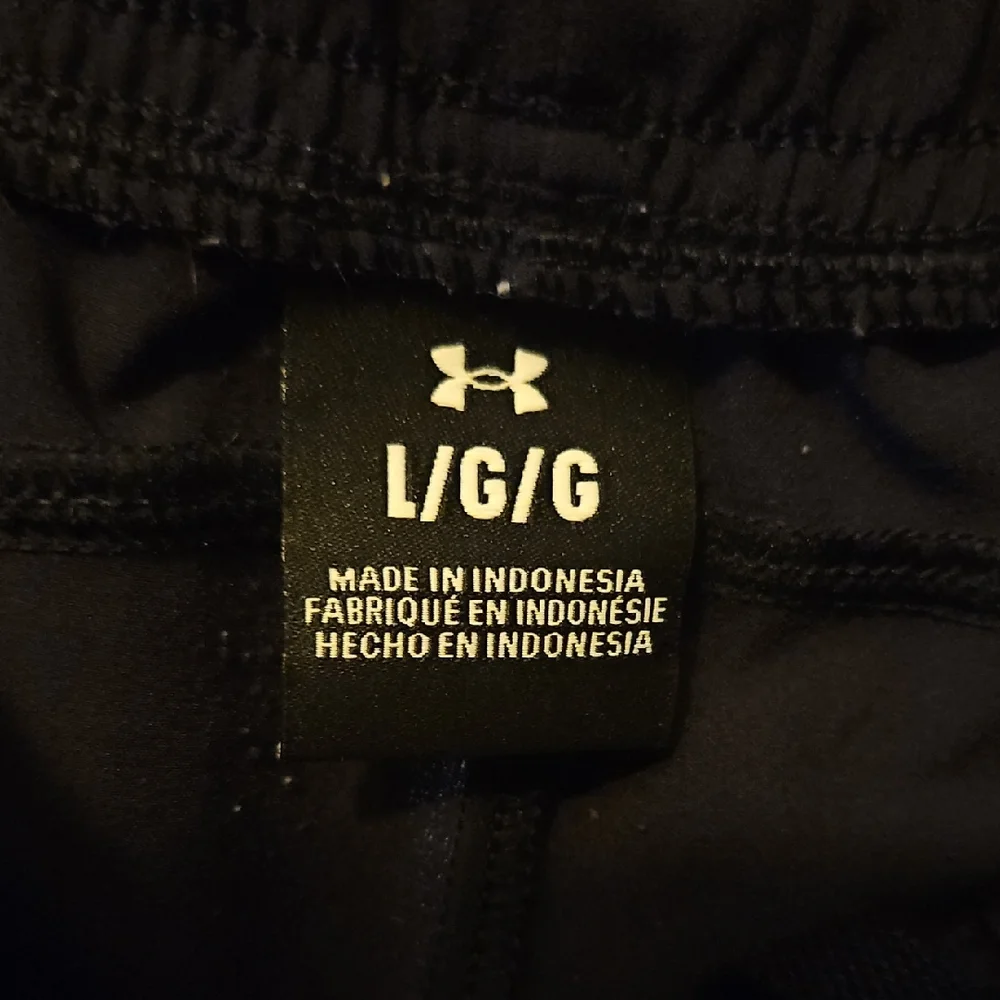 L/G/G
MADE IN INDONESIA
FABRIQUÉ EN INDONÉSIE
HECHO EN INDONESIA